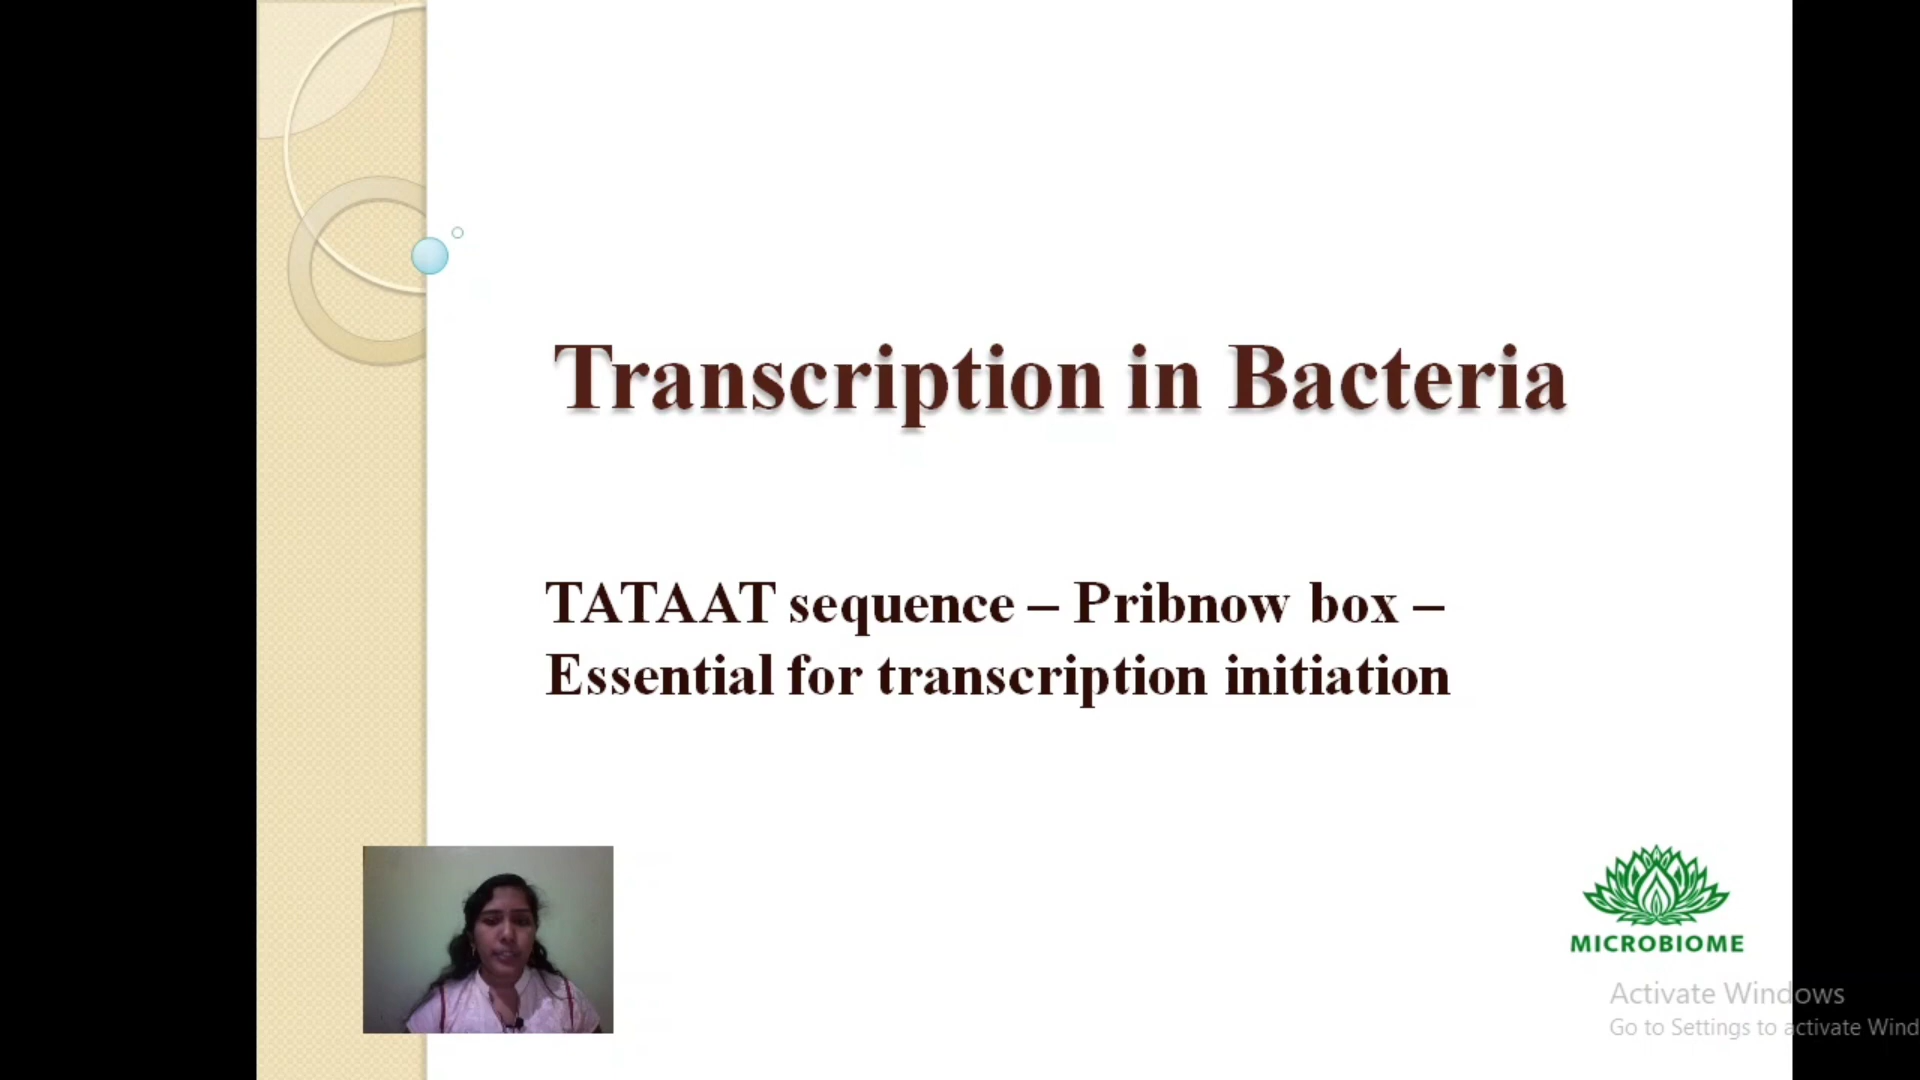 Transcription in Bacteria
TATAAT sequence – Pribnow box –
Essential for transcription initiation
MICROBIOME
Activate Windows
Go to Settings to activate Wind